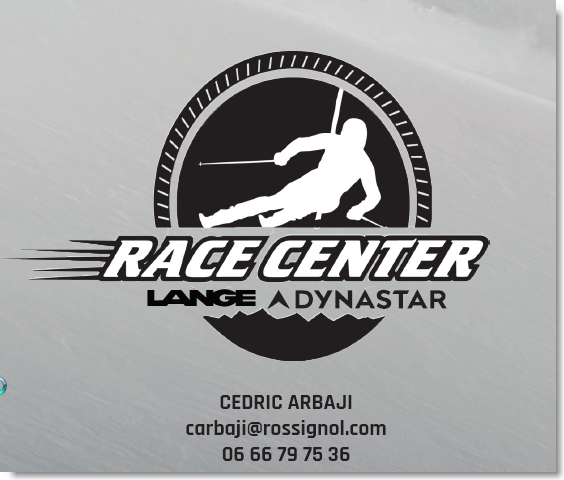 RACE CENTER
LANGE DYNASTAR
CEDRIC ARBAJI
carbaji@rossignol.com
06 66 79 75 36